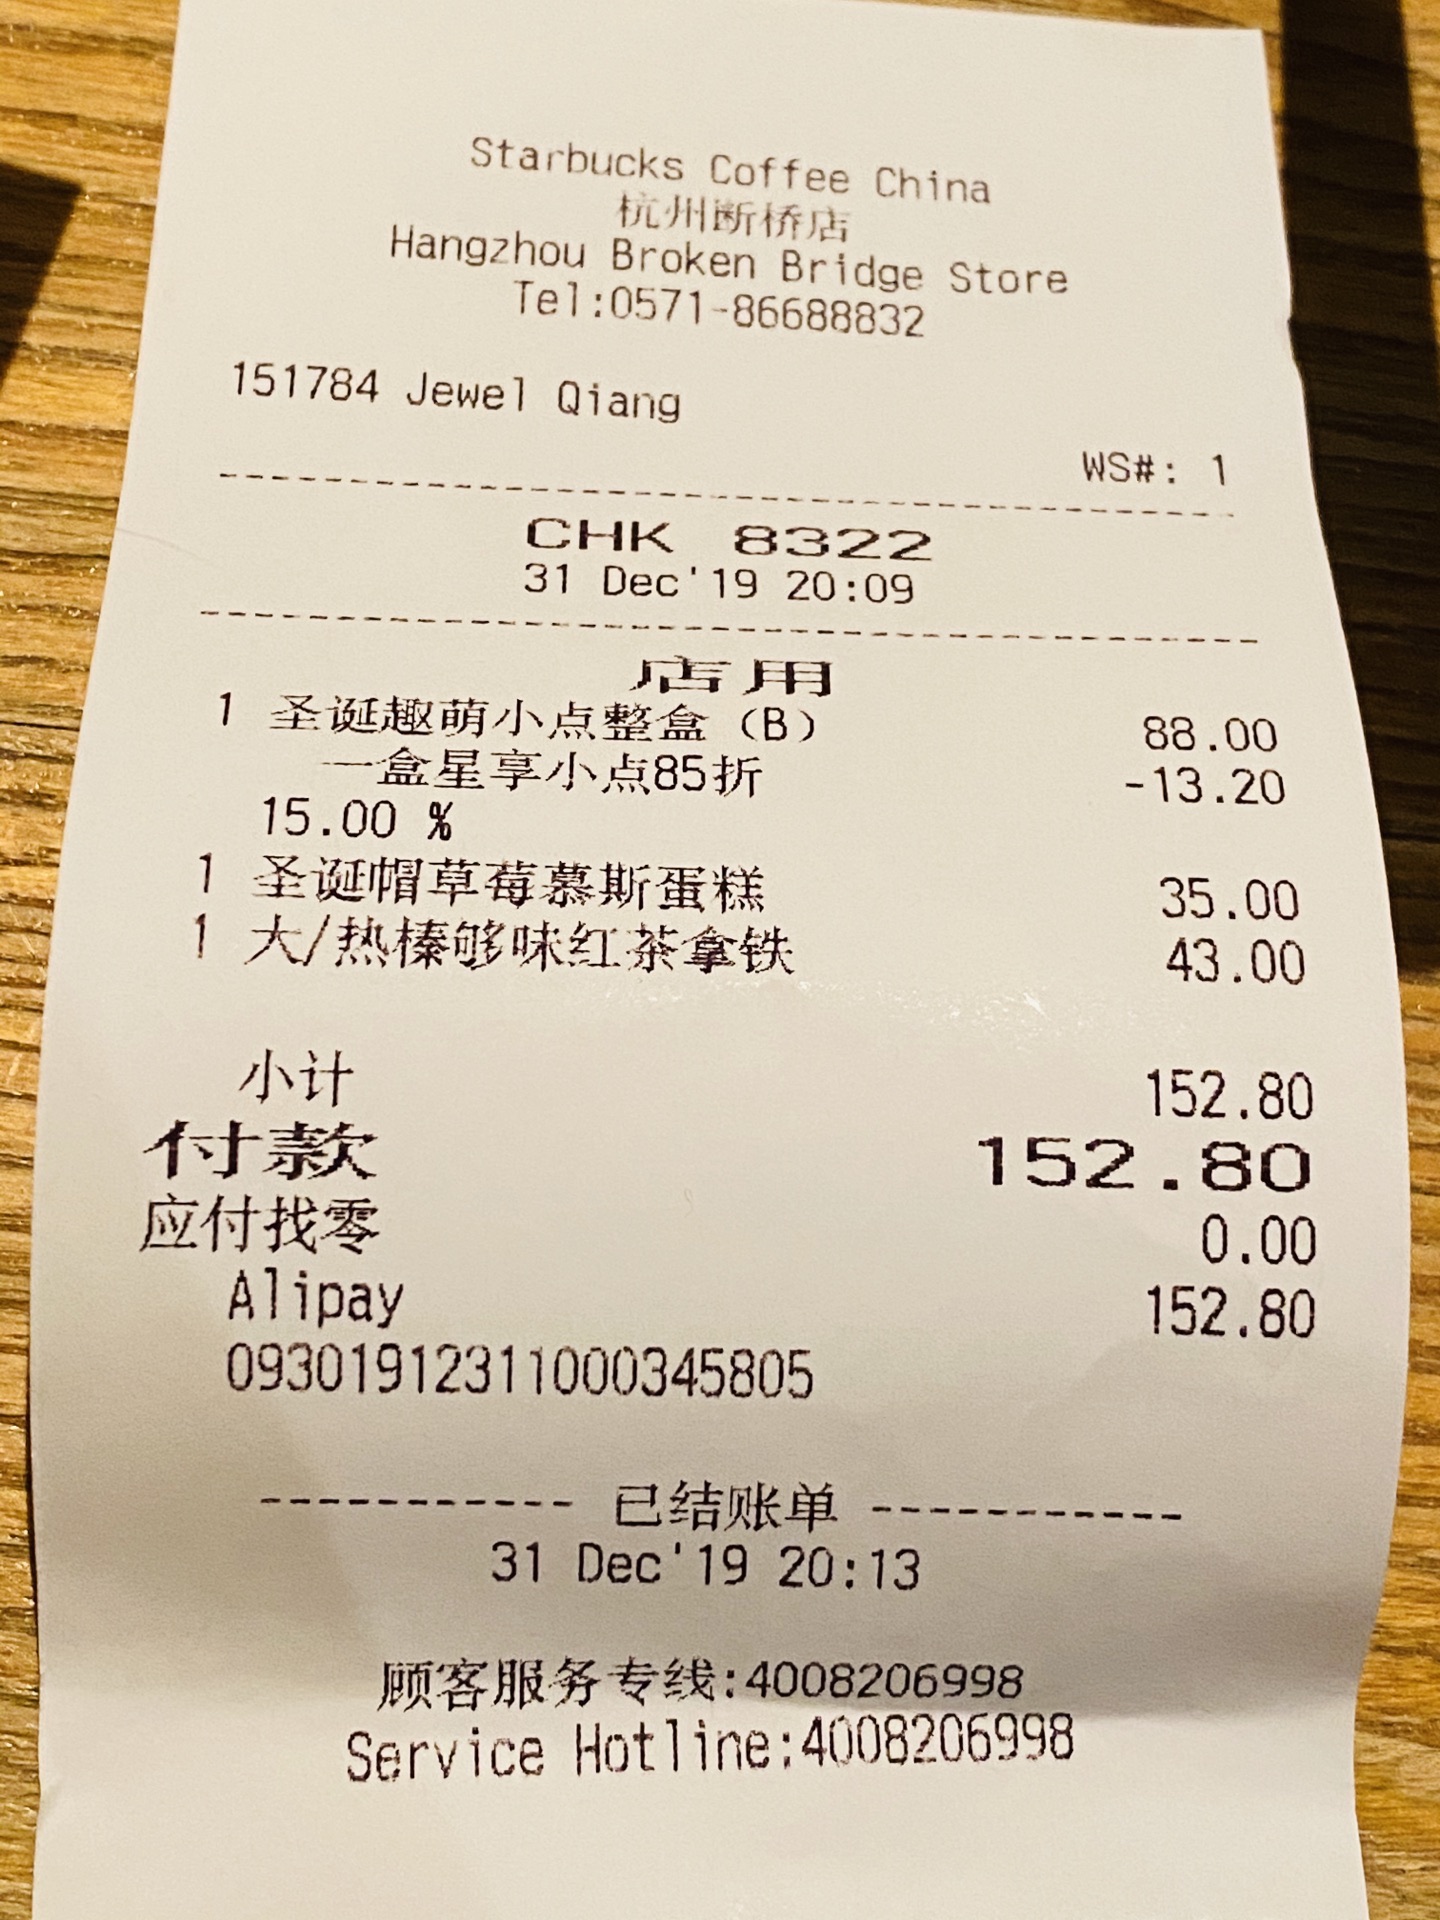 Starbucks Coffee China
杭州断桥店
Hangzhou Broken Bridge Store
Tel:0571-86688832
151784 Jewel Qiang
WS#: 1
CHK 8322
31 Dec'19 20:09
店用
1 圣诞趣萌小点整盒（B） 88.00
一盒星享小点85折 -13.20
15.00 %
1 圣诞帽草莓慕斯蛋糕 35.00
1 大/热榛够味红茶拿铁 43.00
小计 152.80
付款 152.80
应付找零 0.00
Alipay 152.80
09301912311000345805
----------- 已结账单 -----------
31 Dec'19 20:13
顾客服务专线:4008206998
Service Hotline:4008206998